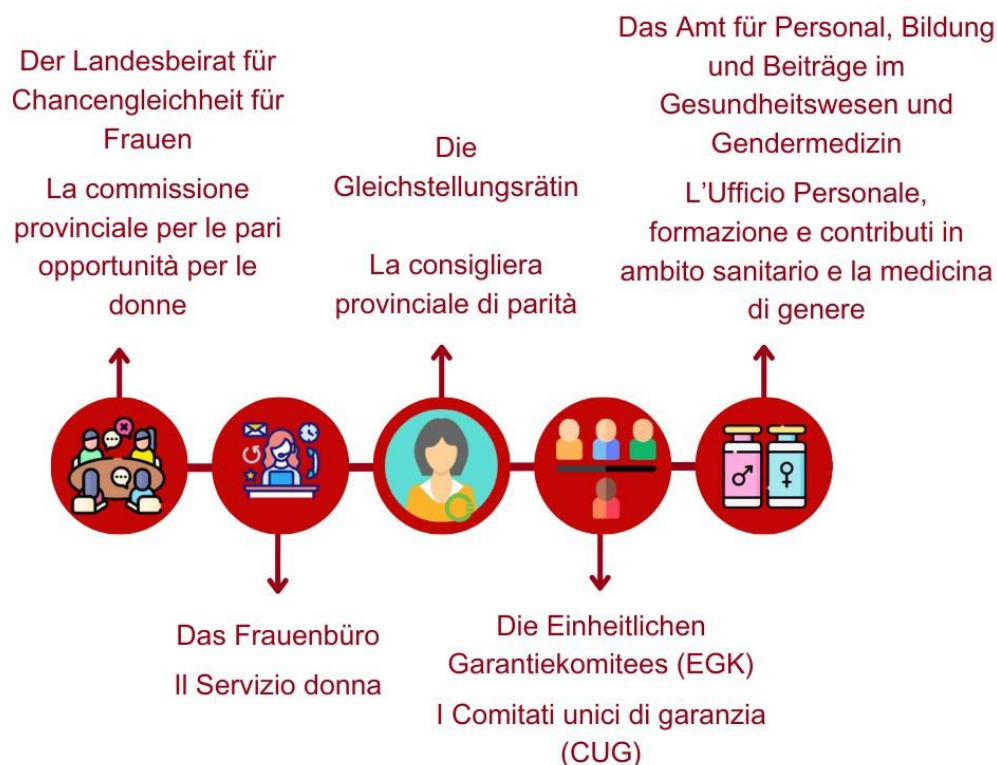 Der Landesbeirat für
Chancengleichheit für
Frauen
La commissione
provinciale per le pari
opportunità per le
donne
Das Frauenbüro
Il Servizio donna
Die
Gleichstellungsrätin
La consigliera
provinciale di parità
Die Einheitlichen
Garantiekomitees (EGK)
I Comitati unici di garanzia
(CUG)
Das Amt für Personal, Bildung
und Beiträge im
Gesundheitswesen und
Gendermedizin
L'Ufficio Personale,
formazione e contributi in
ambito sanitario e la medicina
di genere